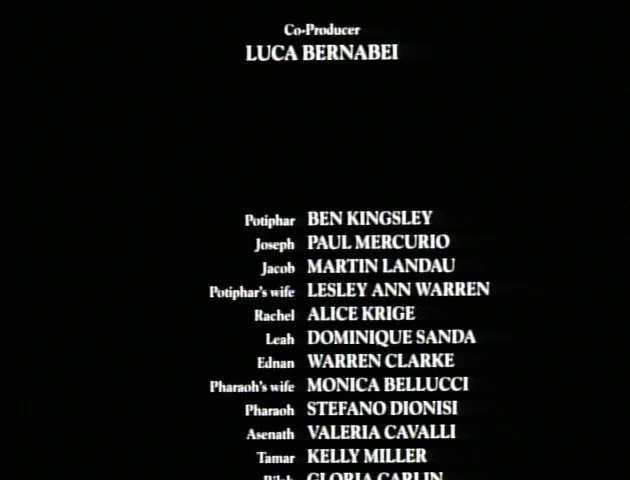 Co-Producer
LUCA BERNABEI
Potiphar BEN KINGSLEY
Joseph PAUL MERCURIO
Jacob MARTIN LANDAU
Potiphar's wife LESLEY ANN WARREN
Rachel ALICE KRIGE
Leah DOMINIQUE SANDA
Ednan WARREN CLARKE
Pharaoh's wife MONICA BELLUCCI
Pharaoh STEFANO DIONISI
Asenath VALERIA CAVALLI
Tamar KELLY MILLER
GLORIA CARLIN